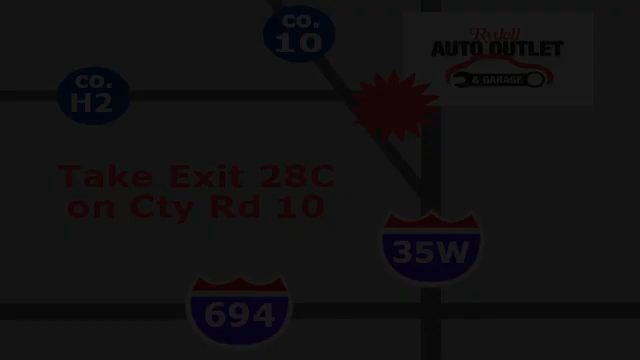 CO.
10
Rydell
AUTO OUTLET
& GARAGE
CO.
H2
Take Exit 28C
on Cty Rd 10
35W
694